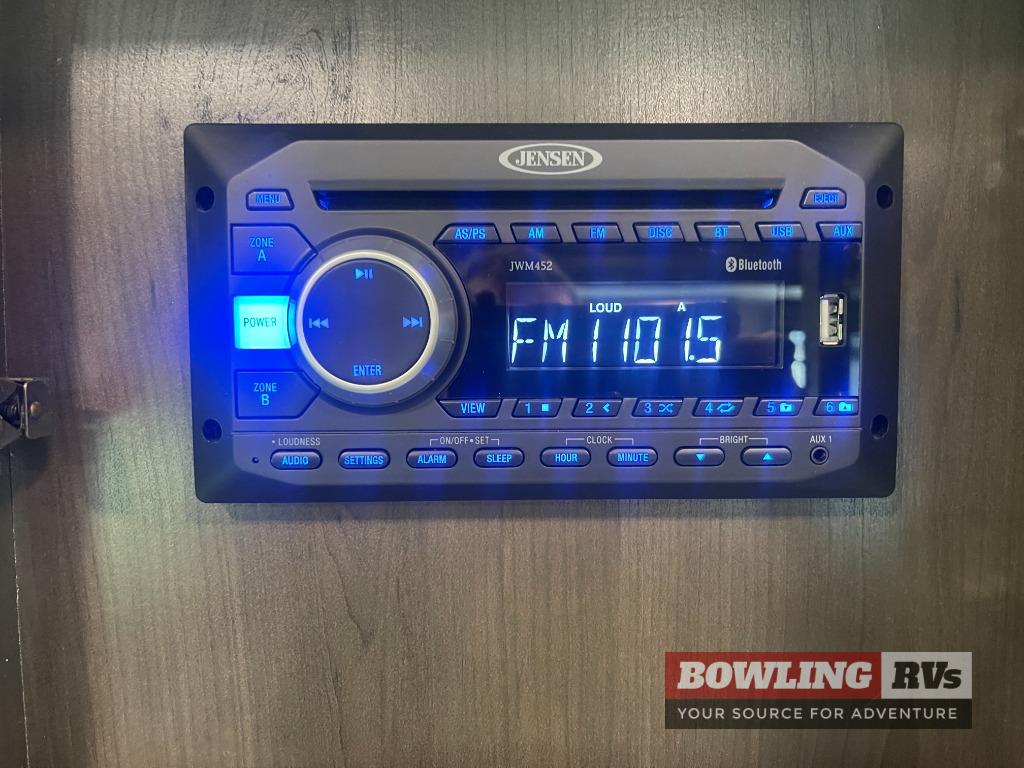 JENSEN
MENU
EJECT
AS/PS AM FM DISC BT USB AUX
ZONE
A
JWM452
Bluetooth
LOUD A
POWER
FM1 101.5
ENTER
ZONE
B
VIEW 1 2 3 4 5 6
• LOUDNESS ON/OFF•SET CLOCK BRIGHT AUX 1
AUDIO SETTINGS ALARM SLEEP HOUR MINUTE
BOWLING RVs
YOUR SOURCE FOR ADVENTURE